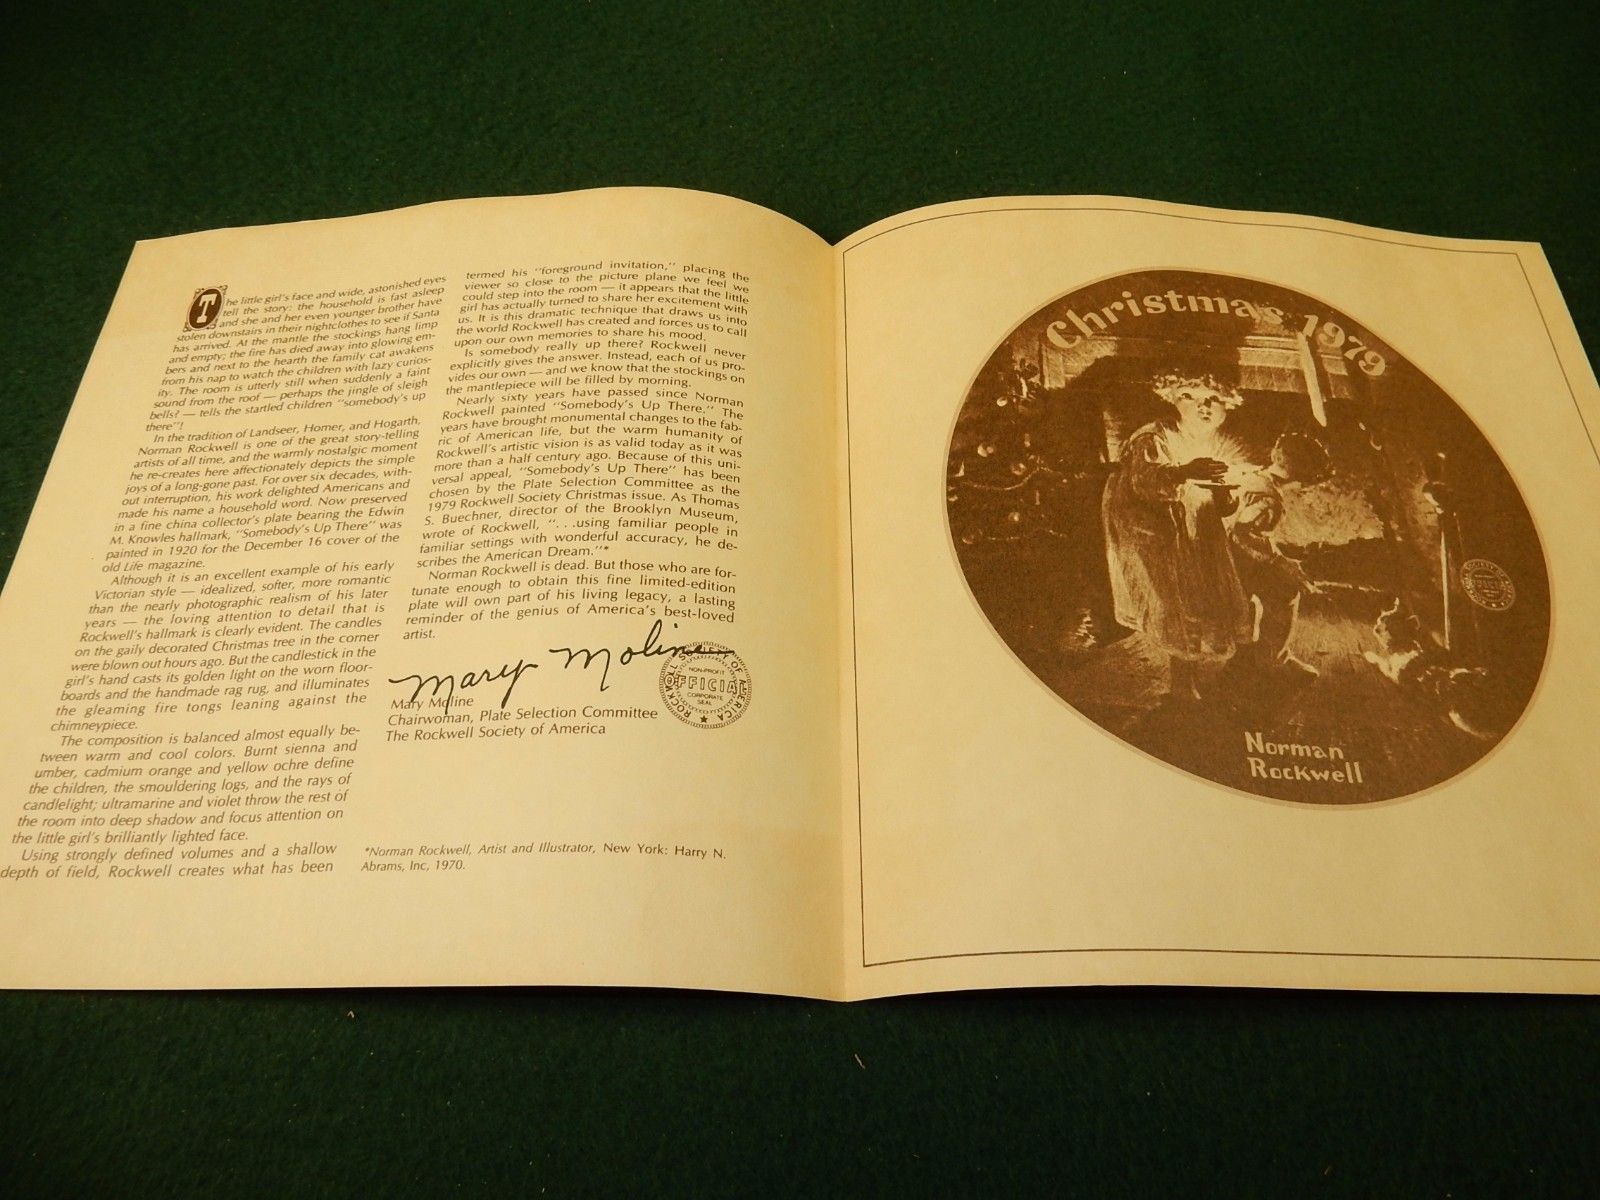 The little girl's face and wide, astonished eyes
tell the story: the household is fast asleep
and she and her even younger brother have
stolen downstairs in their nightclothes to see if Santa
has arrived. At the mantle the stockings hang limp
and empty; the fire has died away into glowing em-
bers and next to the hearth the family cat awakens
from his nap to watch the children with lazy curios-
ity. The room is utterly still when suddenly a faint
sound from the roof — perhaps the jingle of sleigh
bells? — tells the startled children "somebody's up
there"!
In the tradition of Landseer, Homer, and Hogarth,
Norman Rockwell is one of the great story-telling
artists of all time, and the warmly nostalgic moment
he re-creates here affectionately depicts the simple
joys of a long-gone past. For over six decades, with-
out interruption, his work delighted Americans and
made his name a household word. Now preserved
in a fine china collector's plate bearing the Edwin
M. Knowles hallmark, "Somebody's Up There" was
painted in 1920 for the December 16 cover of the
old Life magazine.
Although it is an excellent example of his early
Victorian style — idealized, softer, more romantic
than the nearly photographic realism of his later
years — the loving attention to detail that is
Rockwell's hallmark is clearly evident. The candles
on the gaily decorated Christmas tree in the corner
were blown out hours ago. But the candlestick in the
girl's hand casts its golden light on the worn floor-
boards and the handmade rag rug, and illuminates
the gleaming fire tongs leaning against the
chimneypiece.
The composition is balanced almost equally be-
tween warm and cool colors. Burnt sienna and
umber, cadmium orange and yellow ochre define
the children, the smouldering logs, and the rays of
candlelight; ultramarine and violet throw the rest of
the room into deep shadow and focus attention on
the little girl's brilliantly lighted face.
Using strongly defined volumes and a shallow
depth of field, Rockwell creates what has been
termed his "foreground invitation," placing the
viewer so close to the picture plane we feel we
could step into the room — it appears that the little
girl has actually turned to share her excitement with
us. It is this dramatic technique that draws us into
the world Rockwell has created and forces us to call
upon our own memories to share his mood.
Is somebody really up there? Rockwell never
explicitly gives the answer. Instead, each of us pro-
vides our own — and we know that the stockings on
the mantlepiece will be filled by morning.
Nearly sixty years have passed since Norman
Rockwell painted "Somebody's Up There." The
years have brought monumental changes to the fab-
ric of American life, but the warm humanity of
Rockwell's artistic vision is as valid today as it was
more than a half century ago. Because of this uni-
versal appeal, "Somebody's Up There" has been
chosen by the Plate Selection Committee as the
1979 Rockwell Society Christmas issue. As Thomas
S. Buechner, director of the Brooklyn Museum,
wrote of Rockwell, ". . .using familiar people in
familiar settings with wonderful accuracy, he de-
scribes the American Dream."*
Norman Rockwell is dead. But those who are for-
tunate enough to obtain this fine limited-edition
plate will own part of his living legacy, a lasting
reminder of the genius of America's best-loved
artist.
Mary Moline
Mary Moline
Chairwoman, Plate Selection Committee
The Rockwell Society of America
ROCKWELL SOCIETY OF AMERICA
NON-PROFIT
OFFICIAL
CORPORATE
SEAL
*Norman Rockwell, Artist and Illustrator, New York: Harry N.
Abrams, Inc, 1970.
Christmas 1979
Norman
Rockwell